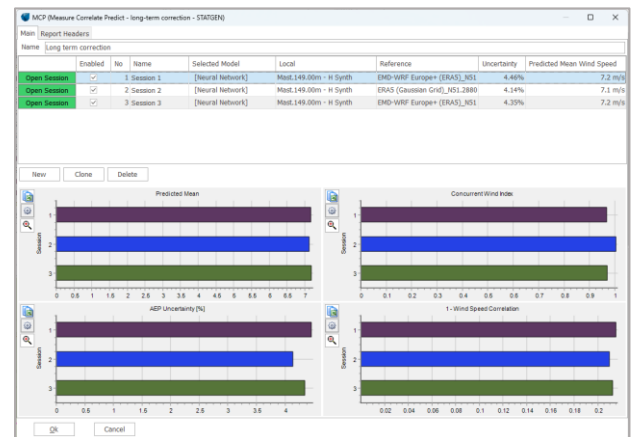 MCP (Measure Correlate Predict - long-term correction - STATGEN)
Main Report Headers
Name Long term correction
Enabled No Name Selected Model Local Reference Uncertainty Predicted Mean Wind Speed
Open Session 1 Session 1 [Neural Network] Mast.149.00m - H Synth EMD-WRF Europe+ (ERA5)_N51 4.46% 7.2 m/s
Open Session 2 Session 2 [Neural Network] Mast.149.00m - H Synth ERA5 (Gaussian Grid)_N51.2880 4.14% 7.1 m/s
Open Session 3 Session 3 [Neural Network] Mast.149.00m - H Synth EMD-WRF Europe+ (ERA5)_N51 4.35% 7.2 m/s
New Clone Delete
Predicted Mean
Session
1
2
3
0 0.5 1 1.5 2 2.5 3 3.5 4 4.5 5 5.5 6 6.5 7
Concurrent Wind Index
Session
1
2
3
0 0.1 0.2 0.3 0.4 0.5 0.6 0.7 0.8 0.9 1
AEP Uncertainty [%]
Session
1
2
3
0 0.5 1 1.5 2 2.5 3 3.5 4
1 - Wind Speed Correlation
Session
1
2
3
0.02 0.04 0.06 0.08 0.1 0.12 0.14 0.16 0.18 0.2
Ok Cancel